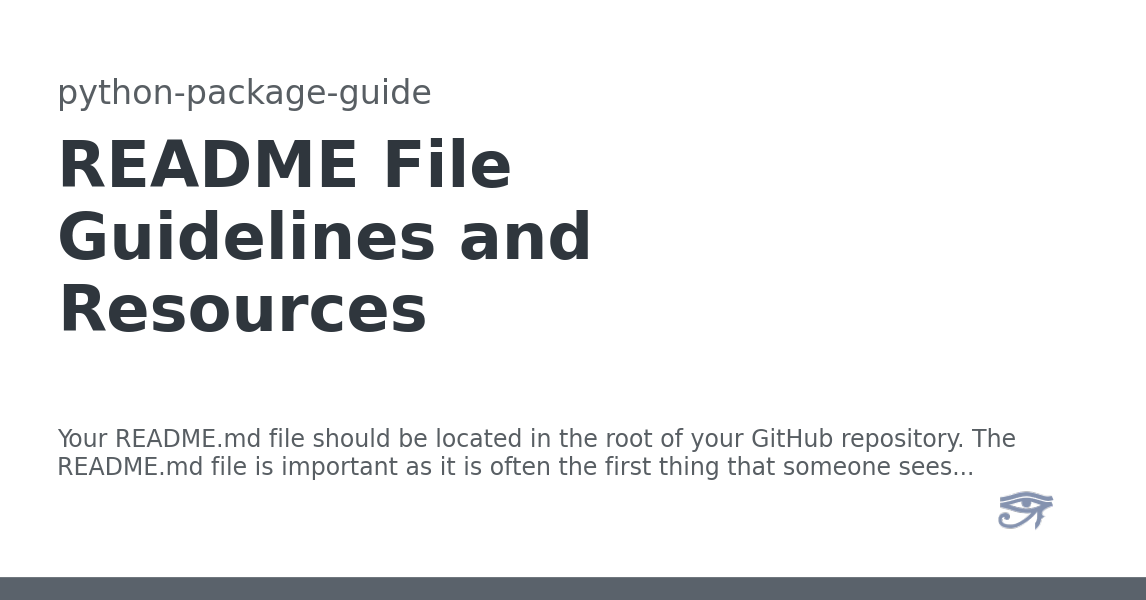 python-package-guide
README File
Guidelines and
Resources
Your README.md file should be located in the root of your GitHub repository. The
README.md file is important as it is often the first thing that someone sees...